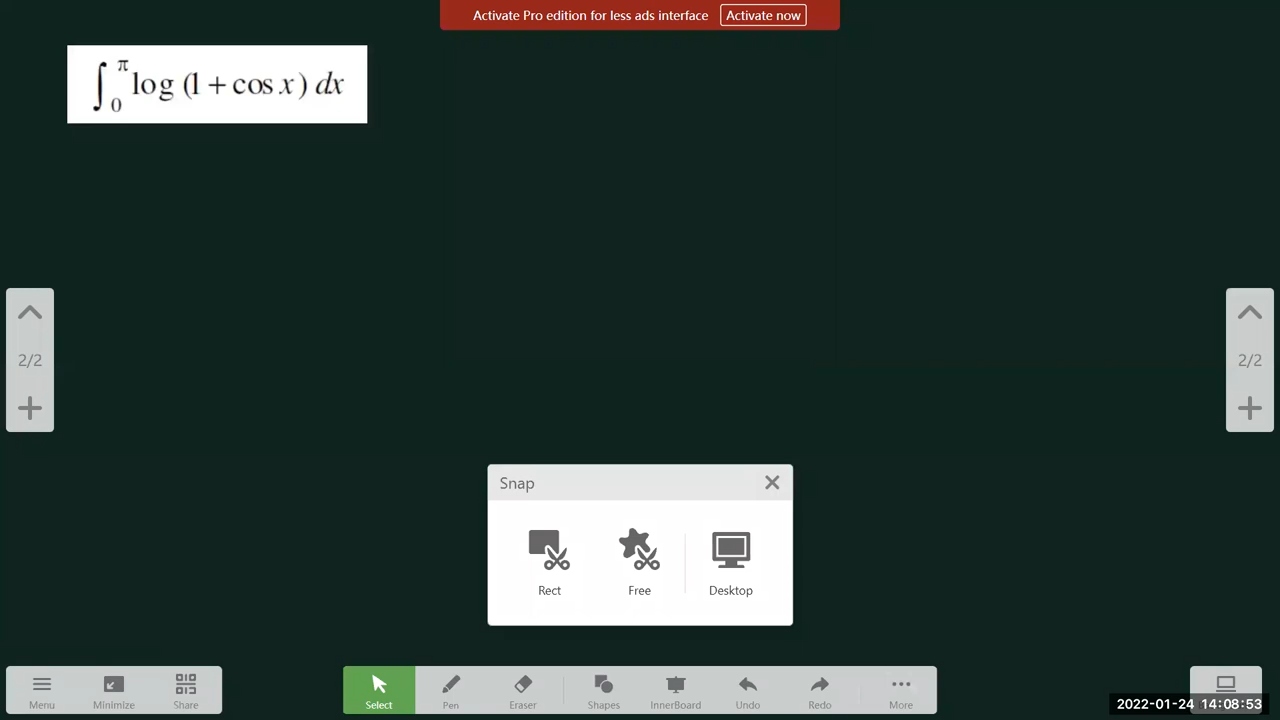 Activate Pro edition for less ads interface Activate now
∫₀^π log (1 + cos x) dx
2/2
2/2
Snap
Rect Free Desktop
Menu Minimize Share Select Pen Eraser Shapes InnerBoard Undo Redo More
2022-01-24 14:08:53